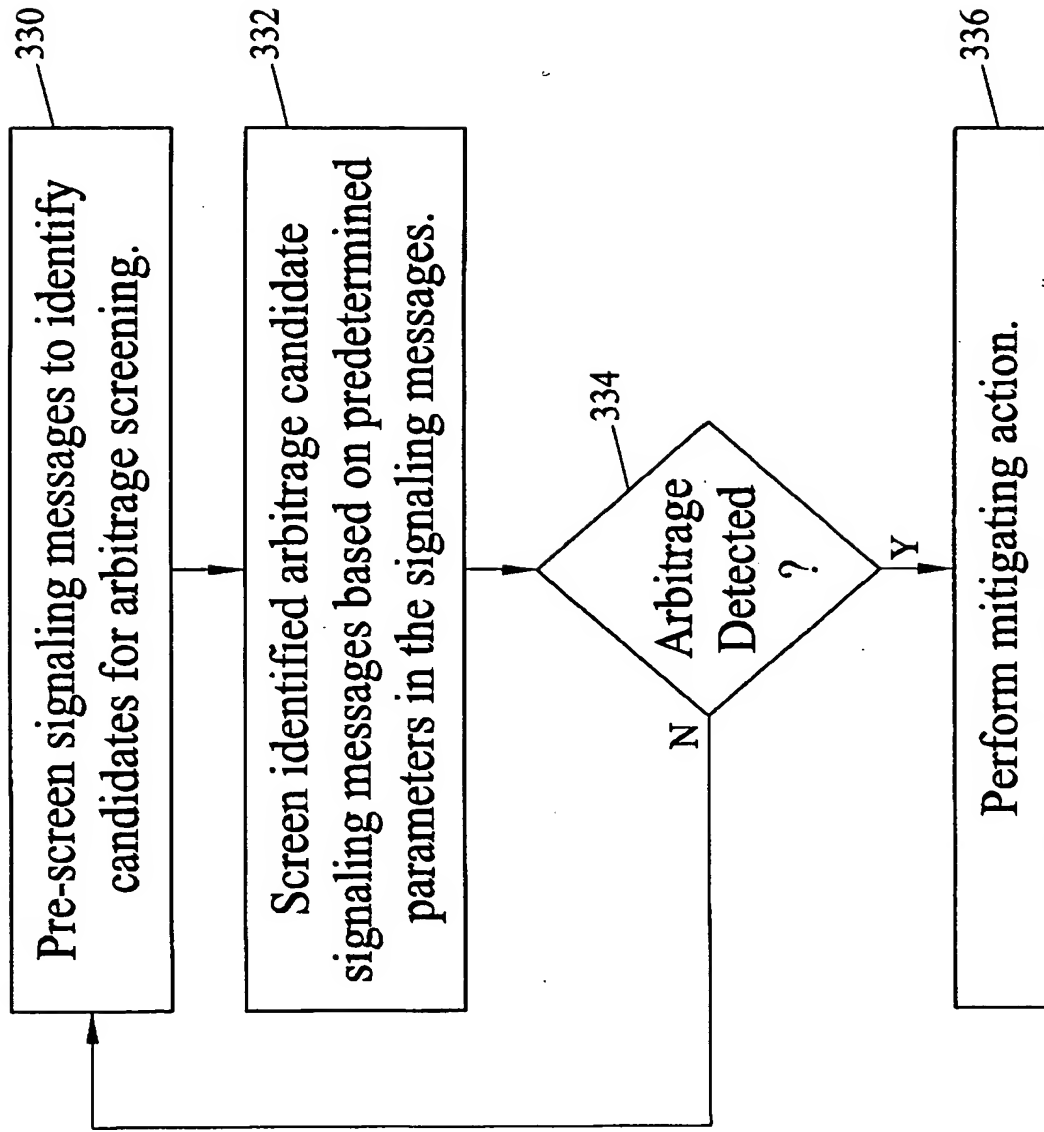 330
Pre-screen signaling messages to identify
candidates for arbitrage screening.
332
Screen identified arbitrage candidate
signaling messages based on predetermined
parameters in the signaling messages.
334
Arbitrage
Detected
?
N
Y
336
Perform mitigating action.